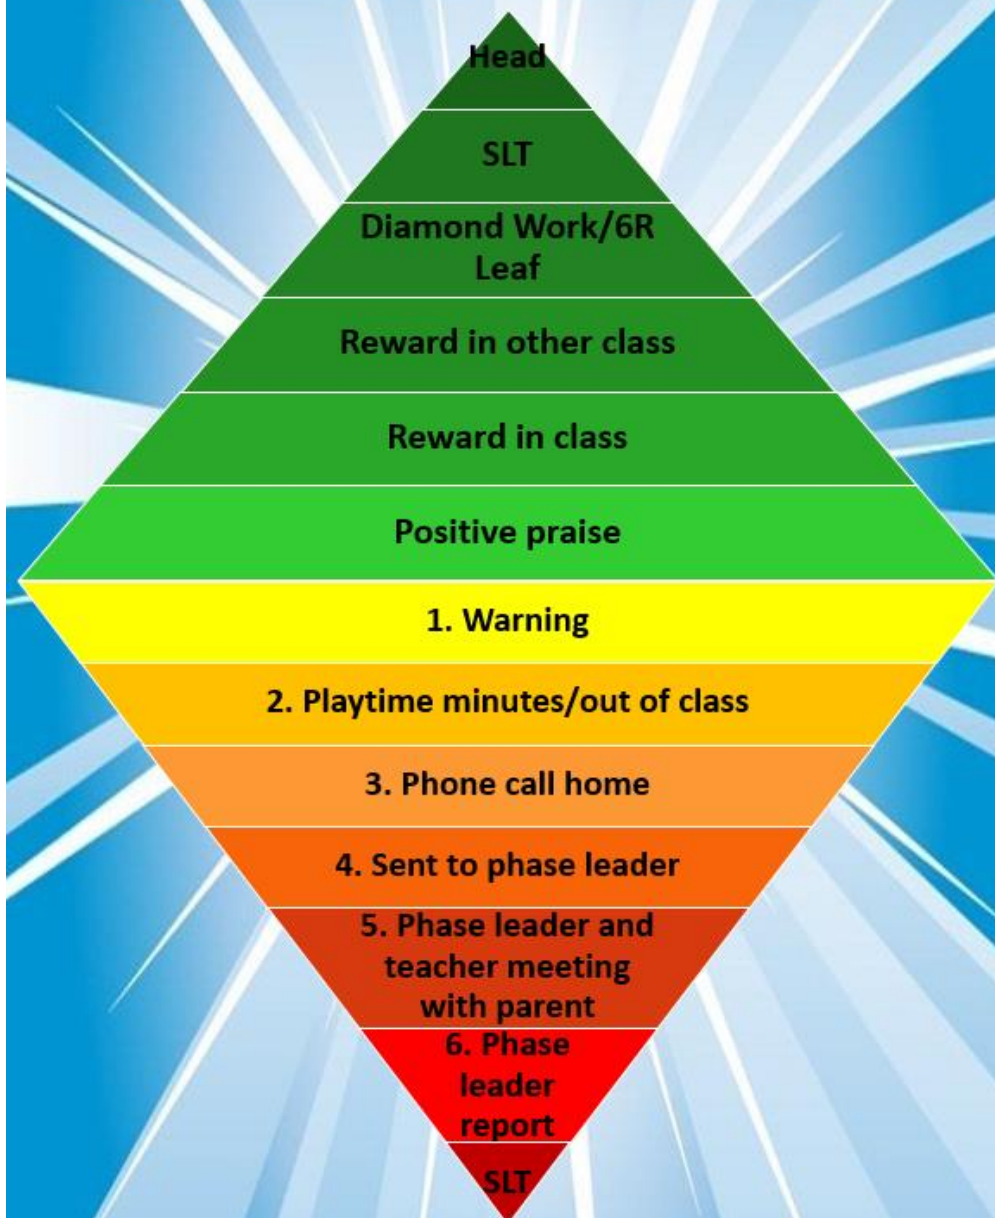 Head
SLT
Diamond Work/6R
Leaf
Reward in other class
Reward in class
Positive praise
1. Warning
2. Playtime minutes/out of class
3. Phone call home
4. Sent to phase leader
5. Phase leader and
teacher meeting
with parent
6. Phase
leader
report
SLT